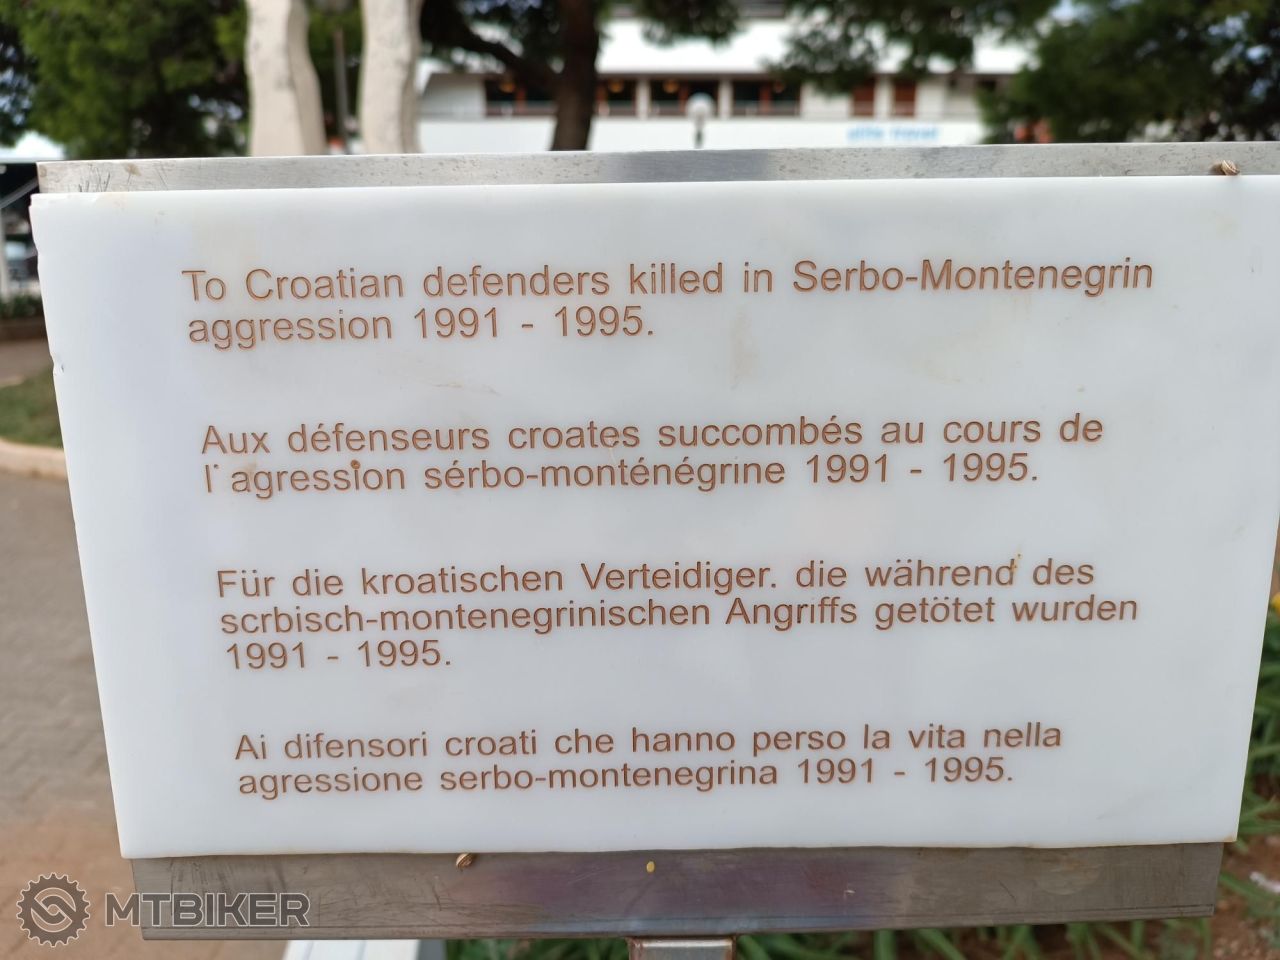 To Croatian defenders killed in Serbo-Montenegrin
aggression 1991 - 1995.
Aux défenseurs croates succombés au cours de
l'agression sérbo-monténégrine 1991 - 1995.
Für die kroatischen Verteidiger. die während des
scrbisch-montenegrinischen Angriffs getötet wurden
1991 - 1995.
Ai difensori croati che hanno perso la vita nella
agressione serbo-montenegrina 1991 - 1995.
MTBIKER